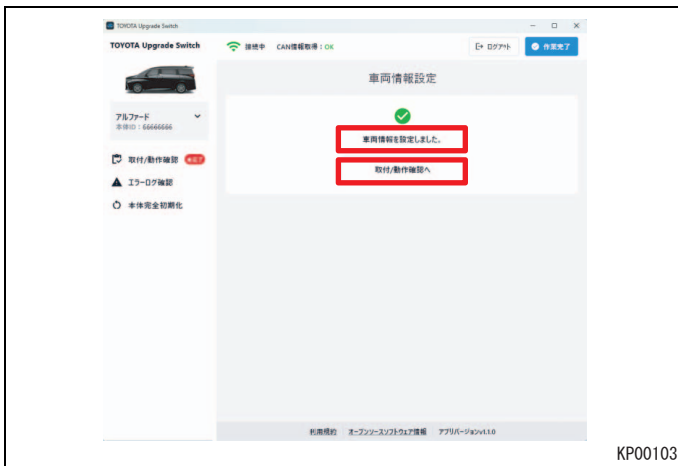 TOYOTA Upgrade Switch
TOYOTA Upgrade Switch
接続中 CAN情報取得：OK
ログアウト
作業完了
アルファード
本体ID：66666666
取付/動作確認 未完了
エラーログ確認
本体完全初期化
車両情報設定
車両情報を設定しました。
取付/動作確認へ
利用規約 オープンソースソフトウェア情報 アプリバージョンv1.1.0
KP00103